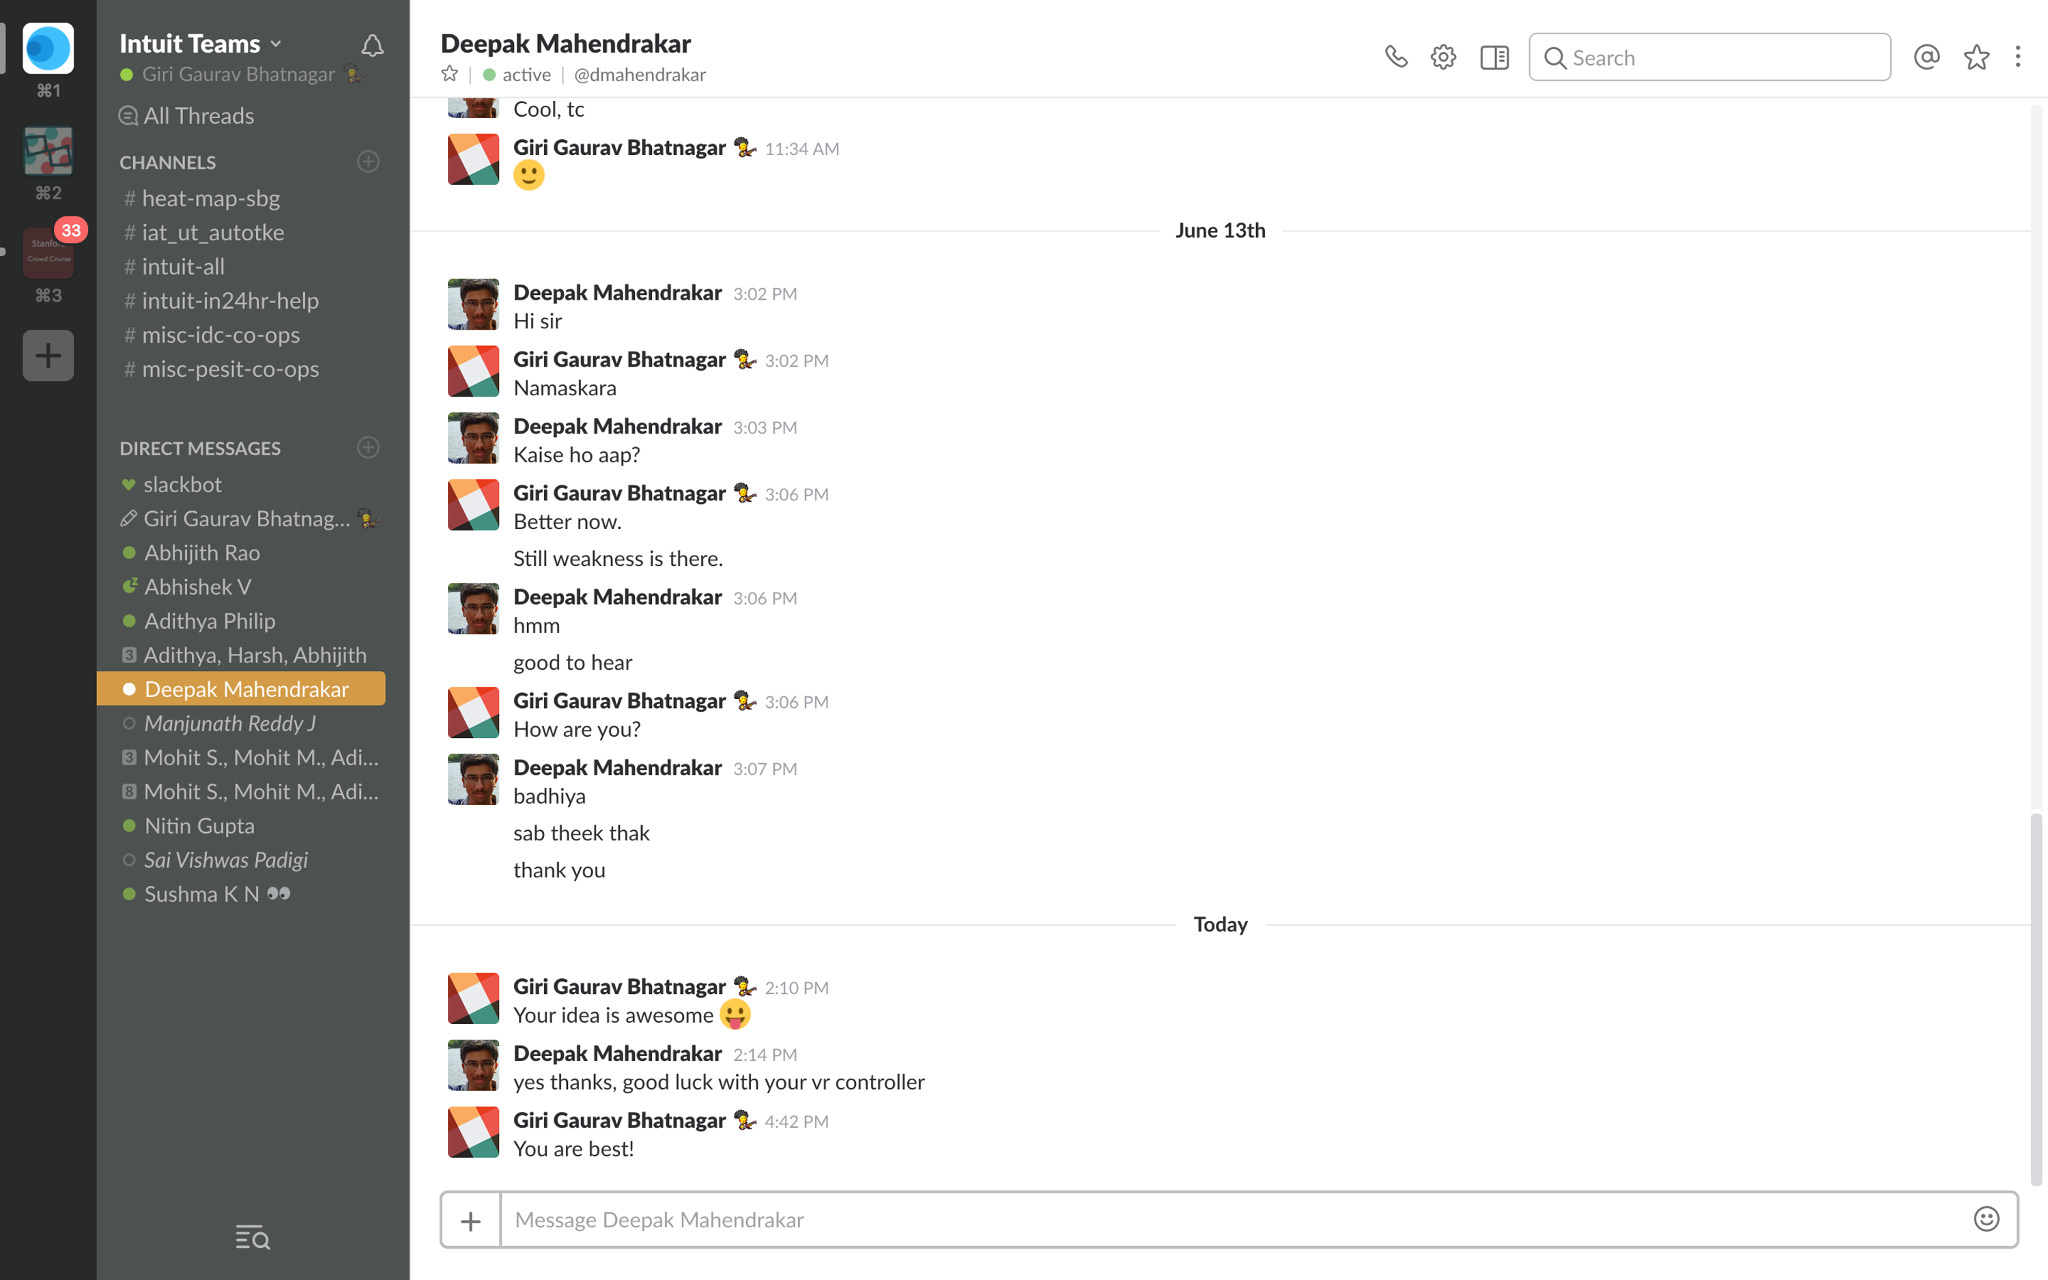 ⌘1
⌘2
33
Stanford
Crowd Course
⌘3
Intuit Teams
Giri Gaurav Bhatnagar
All Threads
CHANNELS
# heat-map-sbg
# iat_ut_autotke
# intuit-all
# intuit-in24hr-help
# misc-idc-co-ops
# misc-pesit-co-ops
DIRECT MESSAGES
slackbot
Giri Gaurav Bhatnag...
Abhijith Rao
Abhishek V
Adithya Philip
3 Adithya, Harsh, Abhijith
Deepak Mahendrakar
Manjunath Reddy J
3 Mohit S., Mohit M., Adi...
8 Mohit S., Mohit M., Adi...
Nitin Gupta
Sai Vishwas Padigi
Sushma K N
Deepak Mahendrakar
active | @dmahendrakar
Search
Cool, tc
Giri Gaurav Bhatnagar 11:34 AM
June 13th
Deepak Mahendrakar 3:02 PM
Hi sir
Giri Gaurav Bhatnagar 3:02 PM
Namaskara
Deepak Mahendrakar 3:03 PM
Kaise ho aap?
Giri Gaurav Bhatnagar 3:06 PM
Better now.
Still weakness is there.
Deepak Mahendrakar 3:06 PM
hmm
good to hear
Giri Gaurav Bhatnagar 3:06 PM
How are you?
Deepak Mahendrakar 3:07 PM
badhiya
sab theek thak
thank you
Today
Giri Gaurav Bhatnagar 2:10 PM
Your idea is awesome 😛
Deepak Mahendrakar 2:14 PM
yes thanks, good luck with your vr controller
Giri Gaurav Bhatnagar 4:42 PM
You are best!
Message Deepak Mahendrakar